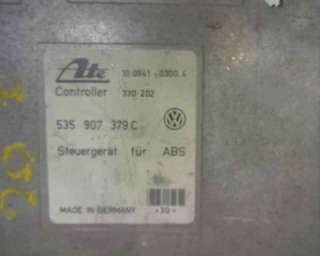 Ate 10.0941-0300.4
Controller 330-202
535 907 379 C
Steuergerät für ABS
MADE IN GERMANY